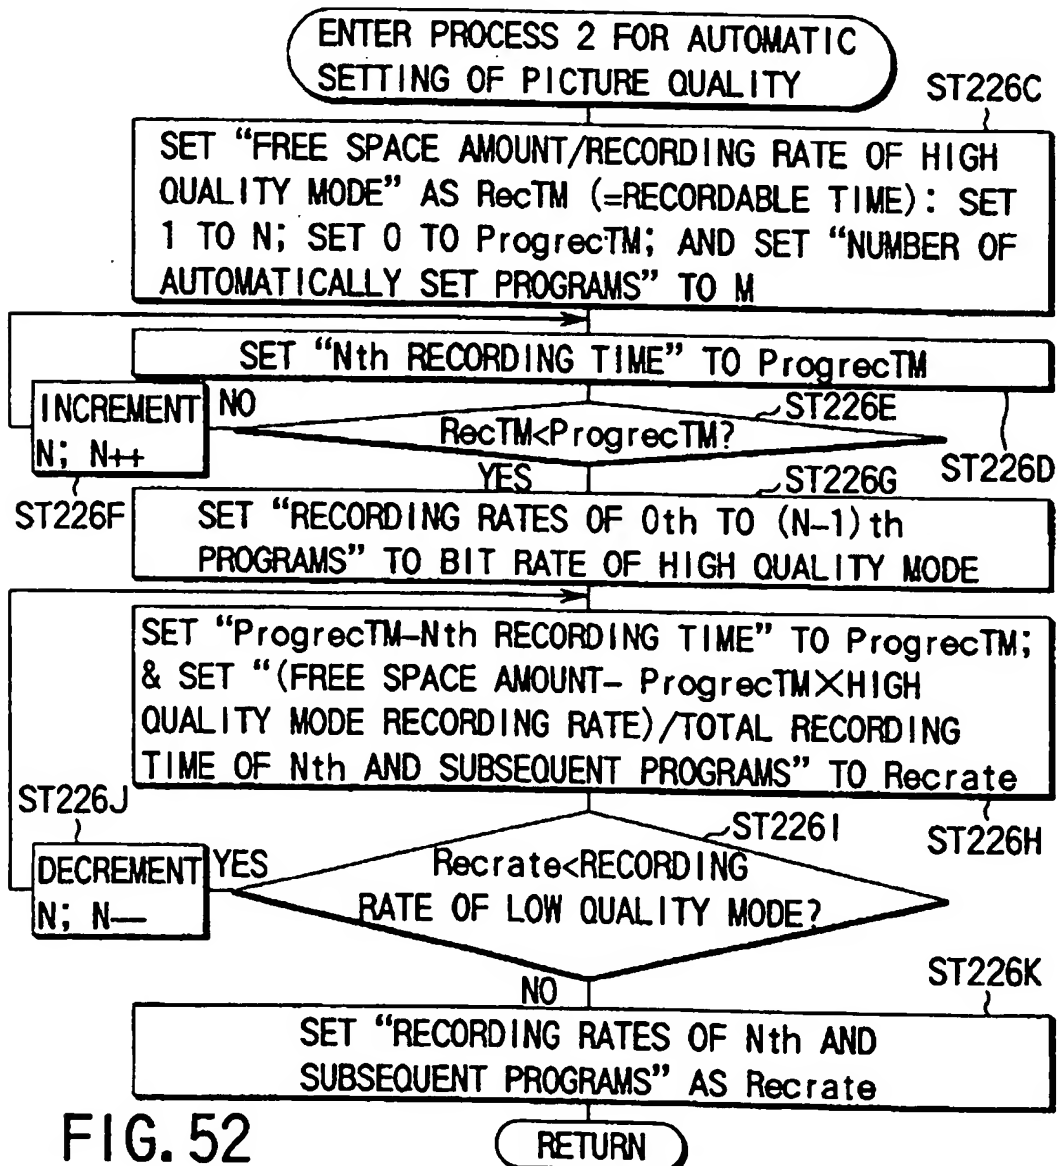 ENTER PROCESS 2 FOR AUTOMATIC
SETTING OF PICTURE QUALITY
ST226C
SET “FREE SPACE AMOUNT/RECORDING RATE OF HIGH
QUALITY MODE” AS RecTM (=RECORDABLE TIME): SET
1 TO N; SET 0 TO ProgrecTM; AND SET “NUMBER OF
AUTOMATICALLY SET PROGRAMS” TO M
SET “Nth RECORDING TIME” TO ProgrecTM
ST226D
INCREMENT
N; N++
ST226F
NO
RecTM<ProgrecTM?
ST226E
YES
ST226G
SET “RECORDING RATES OF 0th TO (N-1)th
PROGRAMS” TO BIT RATE OF HIGH QUALITY MODE
SET “ProgrecTM-Nth RECORDING TIME” TO ProgrecTM;
& SET “(FREE SPACE AMOUNT- ProgrecTM×HIGH
QUALITY MODE RECORDING RATE)/TOTAL RECORDING
TIME OF Nth AND SUBSEQUENT PROGRAMS” TO Recrate
ST226H
ST226J
DECREMENT
N; N—
YES
ST226I
Recrate<RECORDING
RATE OF LOW QUALITY MODE?
NO
ST226K
SET “RECORDING RATES OF Nth AND
SUBSEQUENT PROGRAMS” AS Recrate
RETURN
FIG. 52